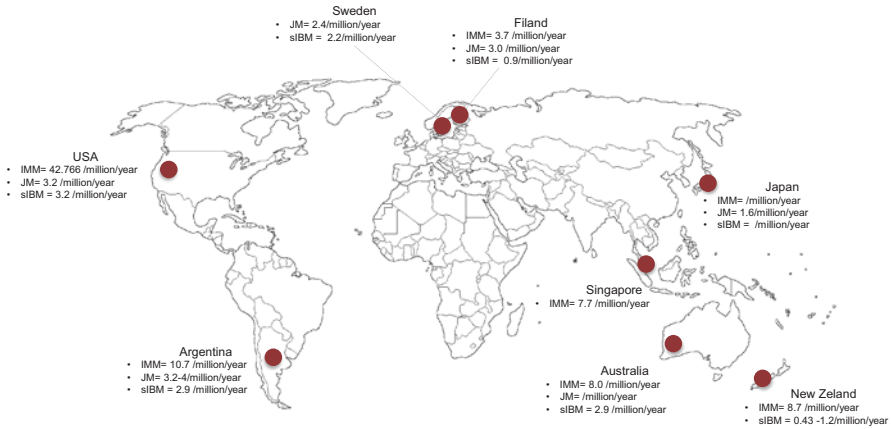 Sweden
• JM= 2.4/million/year
• sIBM = 2.2/million/year
Filand
• IMM= 3.7 /million/year
• JM= 3.0 /million/year
• sIBM = 0.9/million/year
USA
• IMM= 42.766 /million/year
• JM= 3.2 /million/year
• sIBM = 3.2 /million/year
Japan
• IMM= /million/year
• JM= 1.6/million/year
• sIBM = /million/year
Singapore
• IMM= 7.7 /million/year
Argentina
• IMM= 10.7 /million/year
• JM= 3.2-4/million/year
• sIBM = 2.9 /million/year
Australia
• IMM= 8.0 /million/year
• JM= /million/year
• sIBM = 2.9 /million/year
New Zeland
• IMM= 8.7 /million/year
• sIBM = 0.43 -1.2/million/year